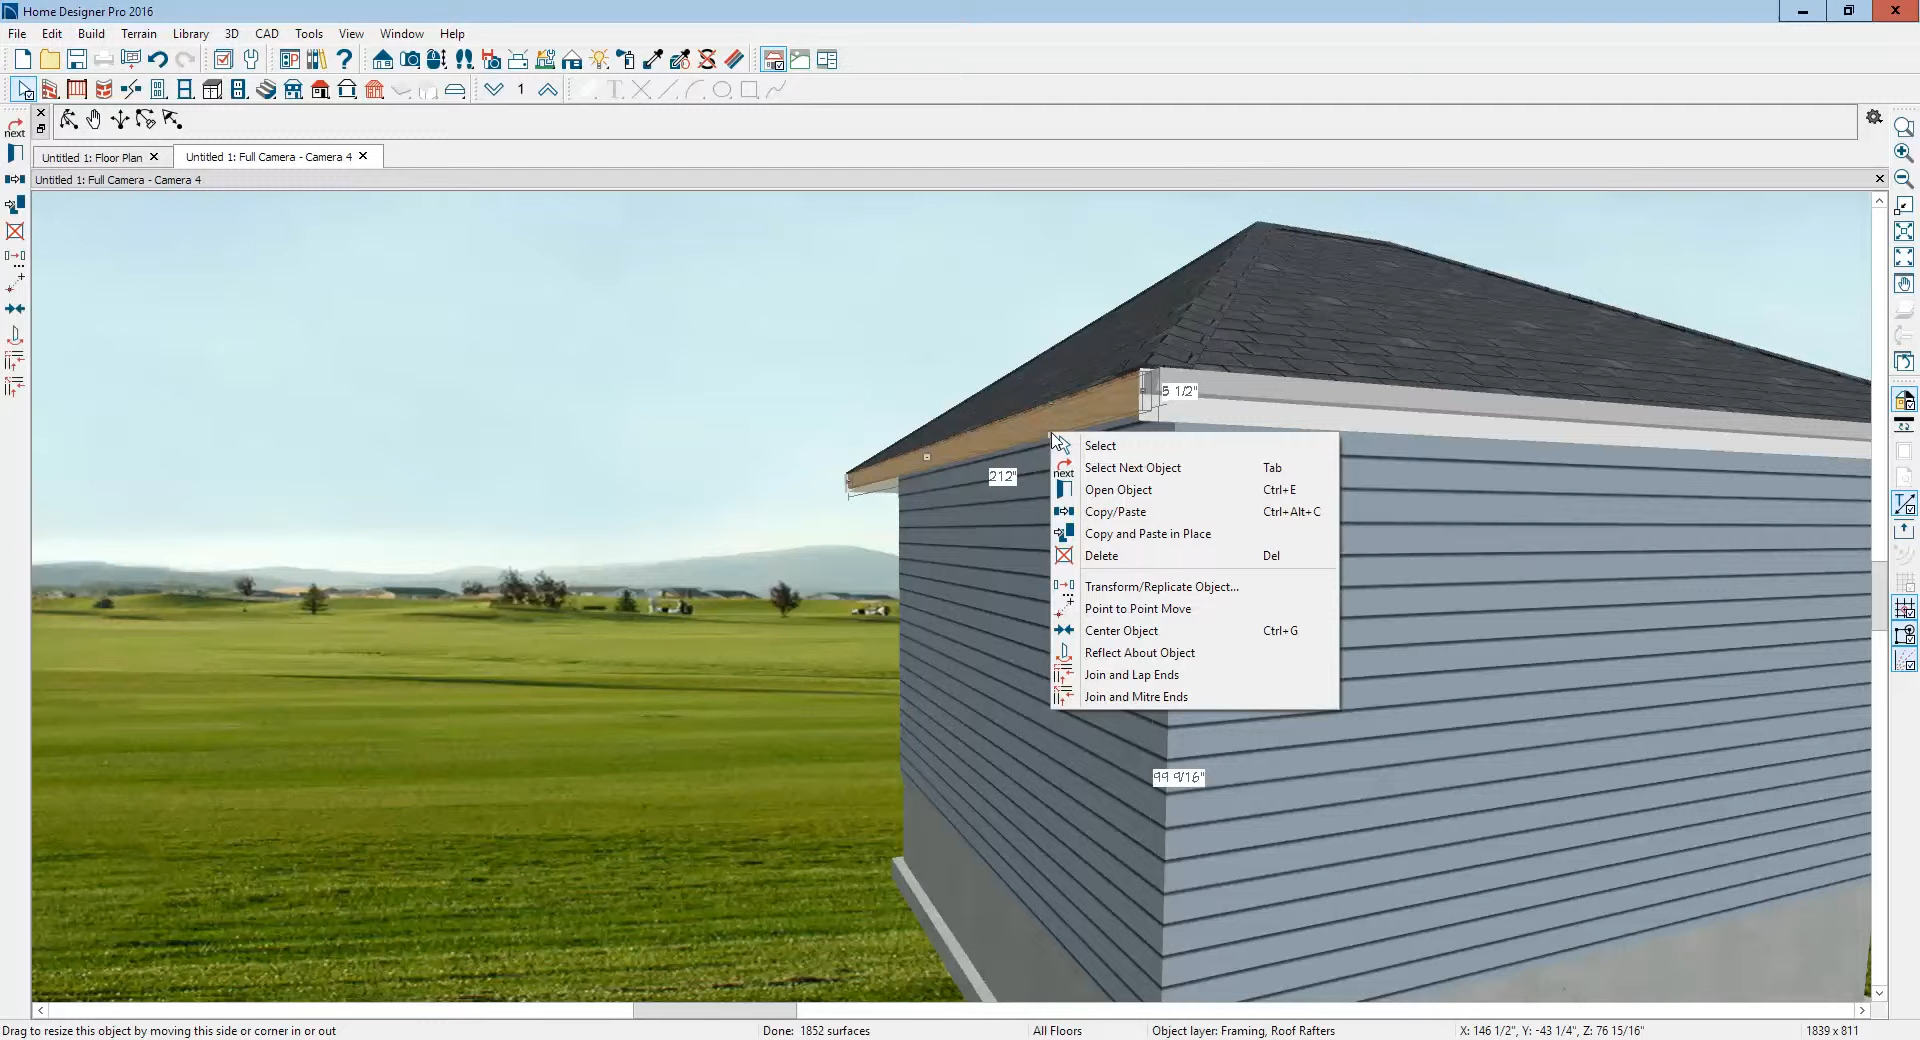 Home Designer Pro 2016
File Edit Build Terrain Library 3D CAD Tools View Window Help
1
next
Untitled 1: Floor Plan
Untitled 1: Full Camera - Camera 4
Untitled 1: Full Camera - Camera 4
5 1/2"
212"
Select
next Select Next Object Tab
Open Object Ctrl+E
Copy/Paste Ctrl+Alt+C
Copy and Paste in Place
Delete Del
Transform/Replicate Object...
Point to Point Move
Center Object Ctrl+G
Reflect About Object
Join and Lap Ends
Join and Mitre Ends
99 9/16"
Drag to resize this object by moving this side or corner in or out
Done: 1852 surfaces
All Floors
Object layer: Framing, Roof Rafters
X: 146 1/2", Y: -43 1/4", Z: 76 15/16"
1839 x 811